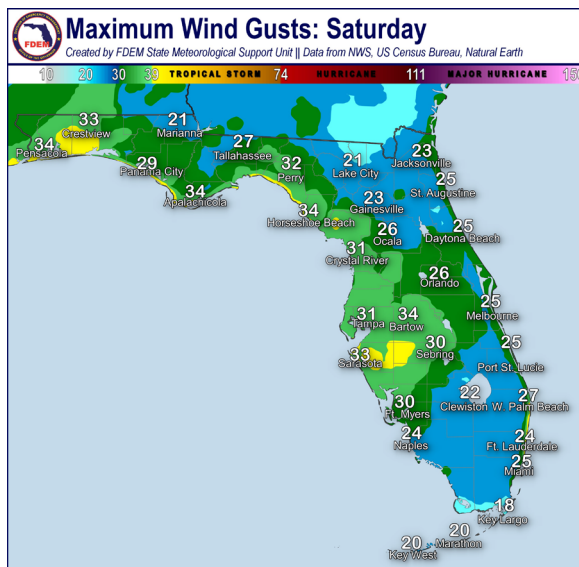 FDEM
Maximum Wind Gusts: Saturday
Created by FDEM State Meteorological Support Unit || Data from NWS, US Census Bureau, Natural Earth
10 20 30 39 TROPICAL STORM 74 HURRICANE 111 MAJOR HURRICANE
33
Crestview
21
Marianna
34
Pensacola
29
Panama City
27
Tallahassee
32
Perry
21
Lake City
23
Jacksonville
25
St. Augustine
34
Apalachicola
34
Horseshoe Beach
23
Gainesville
26
Ocala
25
Daytona Beach
31
Crystal River
26
Orlando
25
Melbourne
31
Tampa
34
Bartow
33
Sarasota
30
Sebring
25
Port St. Lucie
30
Ft. Myers
22
Clewiston
27
W. Palm Beach
24
Naples
24
Ft. Lauderdale
25
Miami
18
Key Largo
20
Marathon
20
Key West